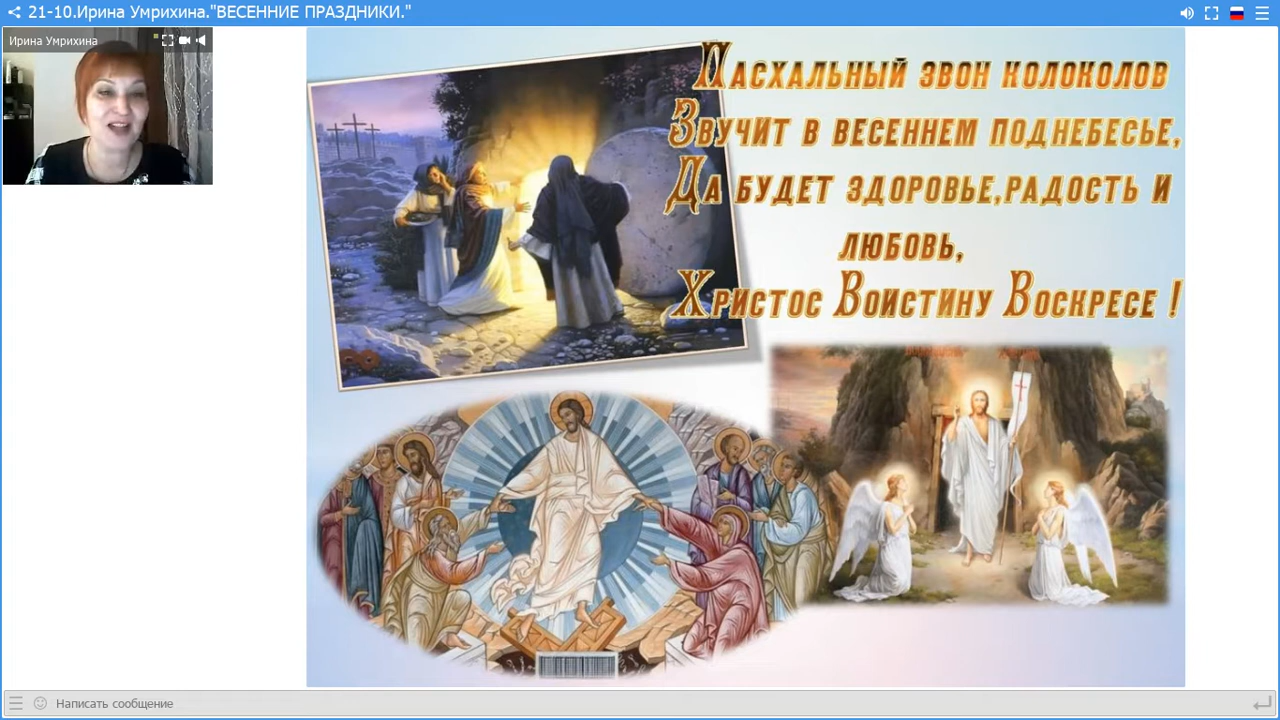 21-10.Ирина Умрихина."ВЕСЕННИЕ ПРАЗДНИКИ."
Ирина Умрихина
Пасхальный звон колоколов
Звучит в весеннем поднебесье,
Да будет здоровье,радость и
любовь,
Христос Воистину Воскресе !
Написать сообщение